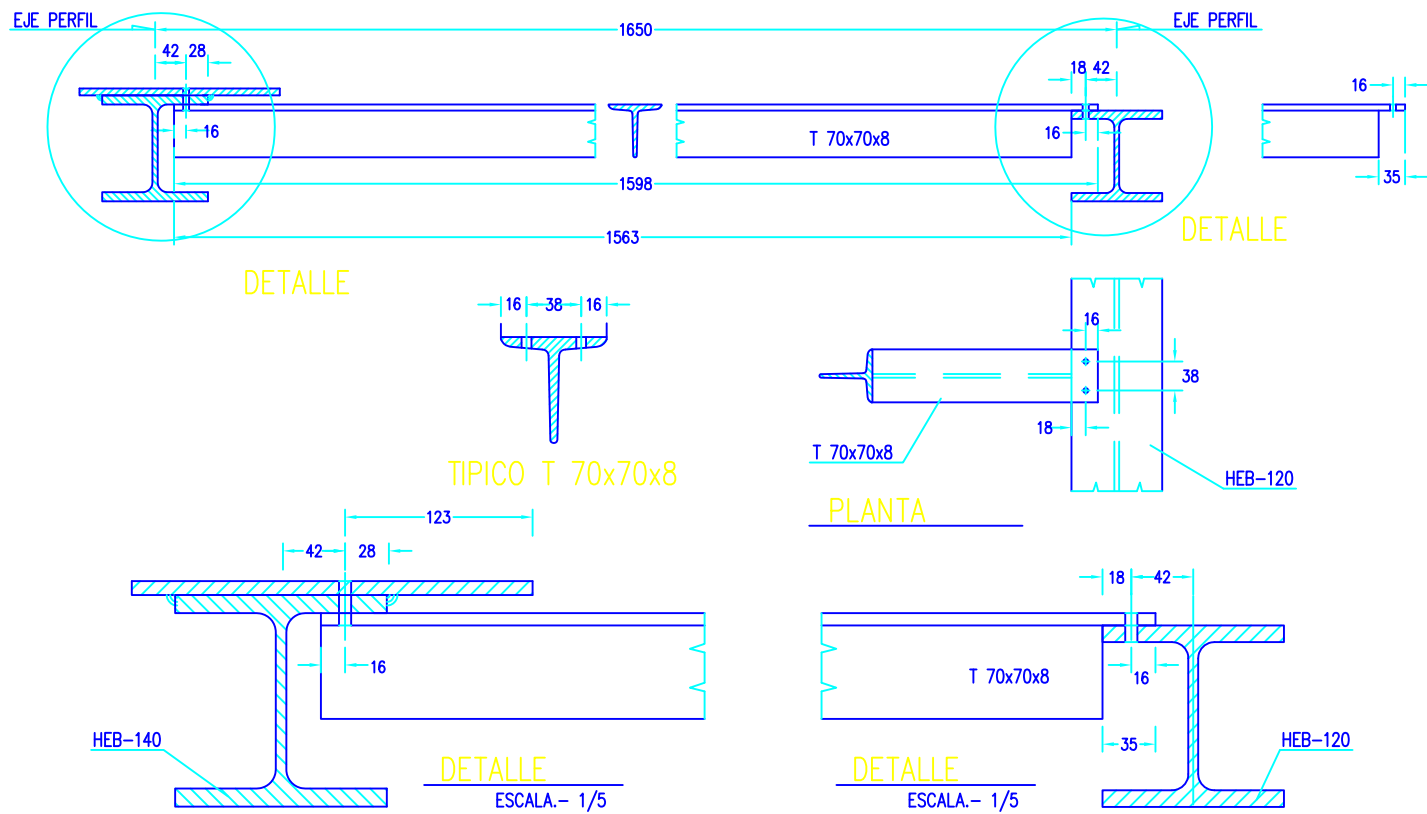 EJE PERFIL
1650
EJE PERFIL
42 28
18 42
16
16
T 70x70x8
16
1598
35
1563
DETALLE
DETALLE
16 38 16
16
38
18
T 70x70x8
TIPICO T 70x70x8
HEB-120
PLANTA
123
42 28
18 42
16
T 70x70x8
16
HEB-140
35
HEB-120
DETALLE
ESCALA.- 1/5
DETALLE
ESCALA.- 1/5